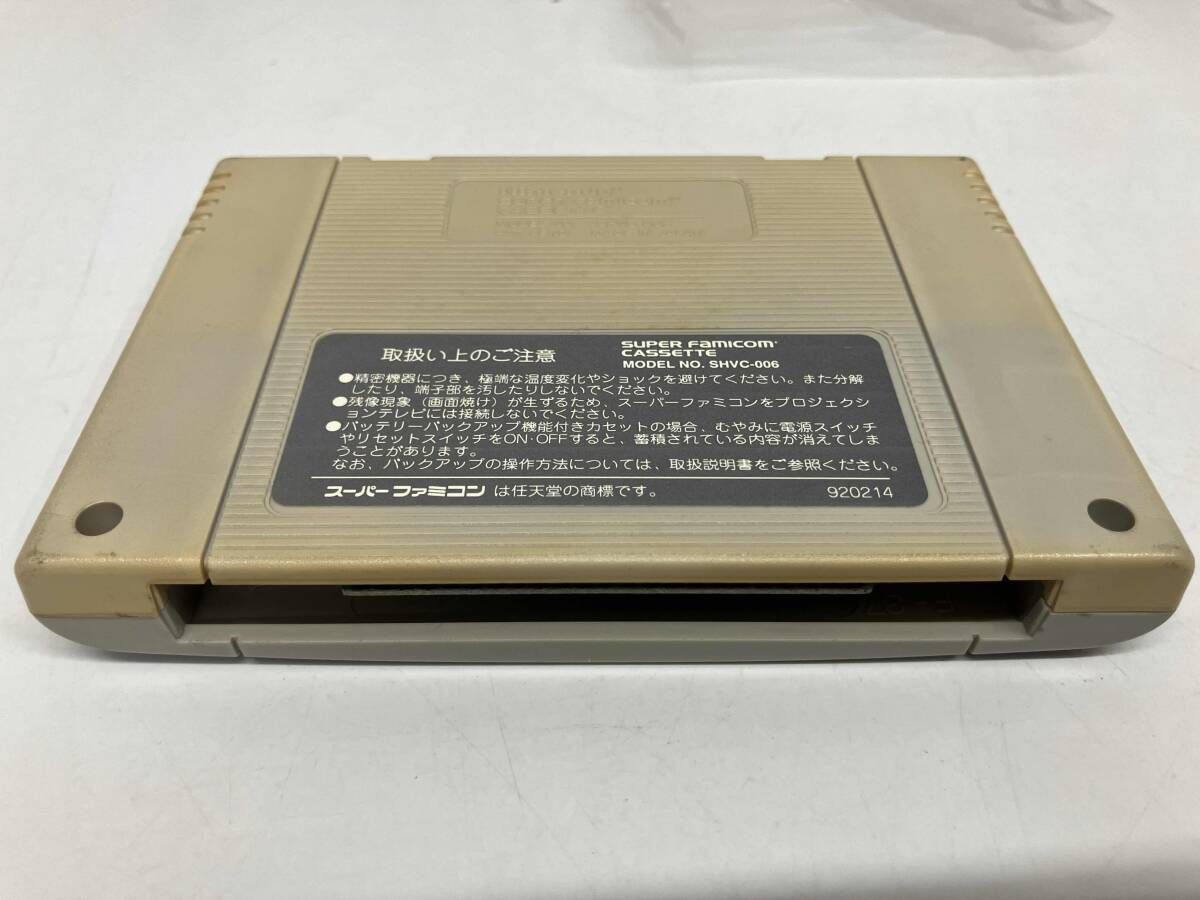 取扱い上のご注意
SUPER FAMICOM
CASSETTE
MODEL NO. SHVC-006
●精密機器につき、極端な温度変化やショックを避けてください。また分解
したり、端子部を汚したりしないでください。
●残像現象（画面焼け）が生ずるため、スーパーファミコンをプロジェクシ
ョンテレビには接続しないでください。
●バッテリーバックアップ機能付きカセットの場合、むやみに電源スイッチ
やリセットスイッチをON・OFFすると、蓄積されている内容が消えてしま
うことがあります。
なお、バックアップの操作方法については、取扱説明書をご参照ください。
スーパーファミコン は任天堂の商標です。
920214